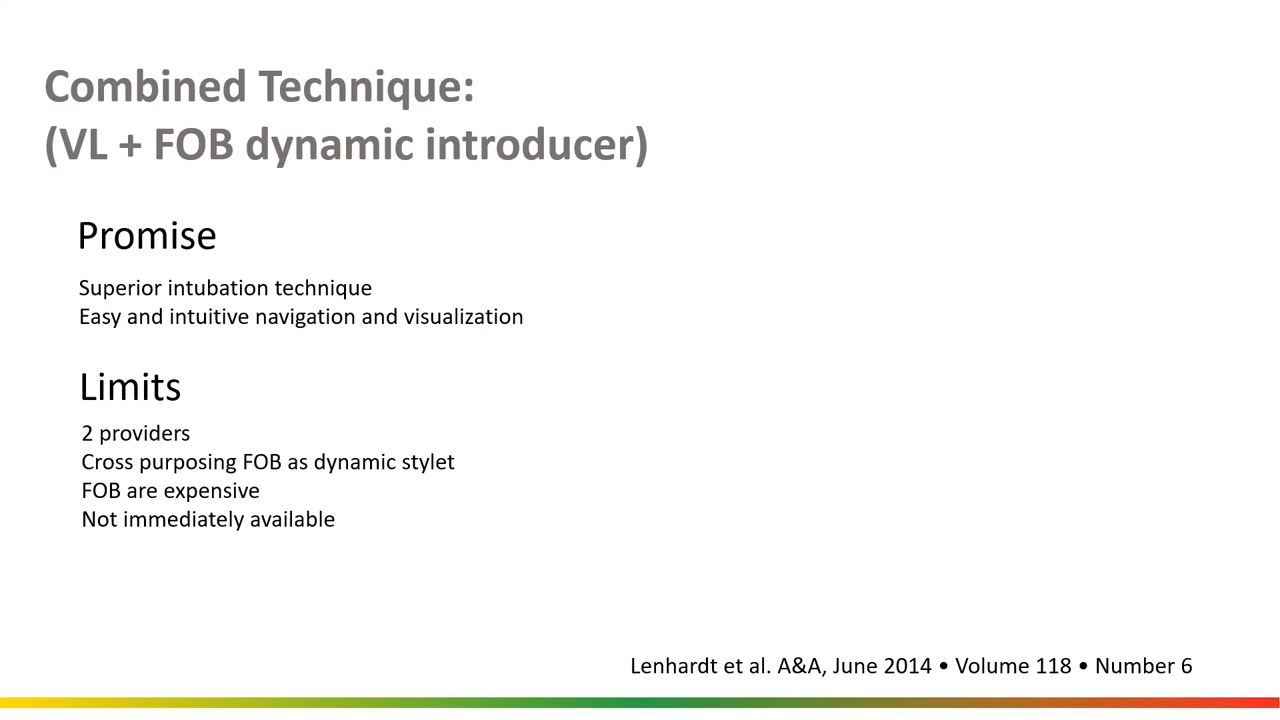 Combined Technique:
(VL + FOB dynamic introducer)
Promise
Superior intubation technique
Easy and intuitive navigation and visualization
Limits
2 providers
Cross purposing FOB as dynamic stylet
FOB are expensive
Not immediately available
Lenhardt et al. A&A, June 2014 • Volume 118 • Number 6